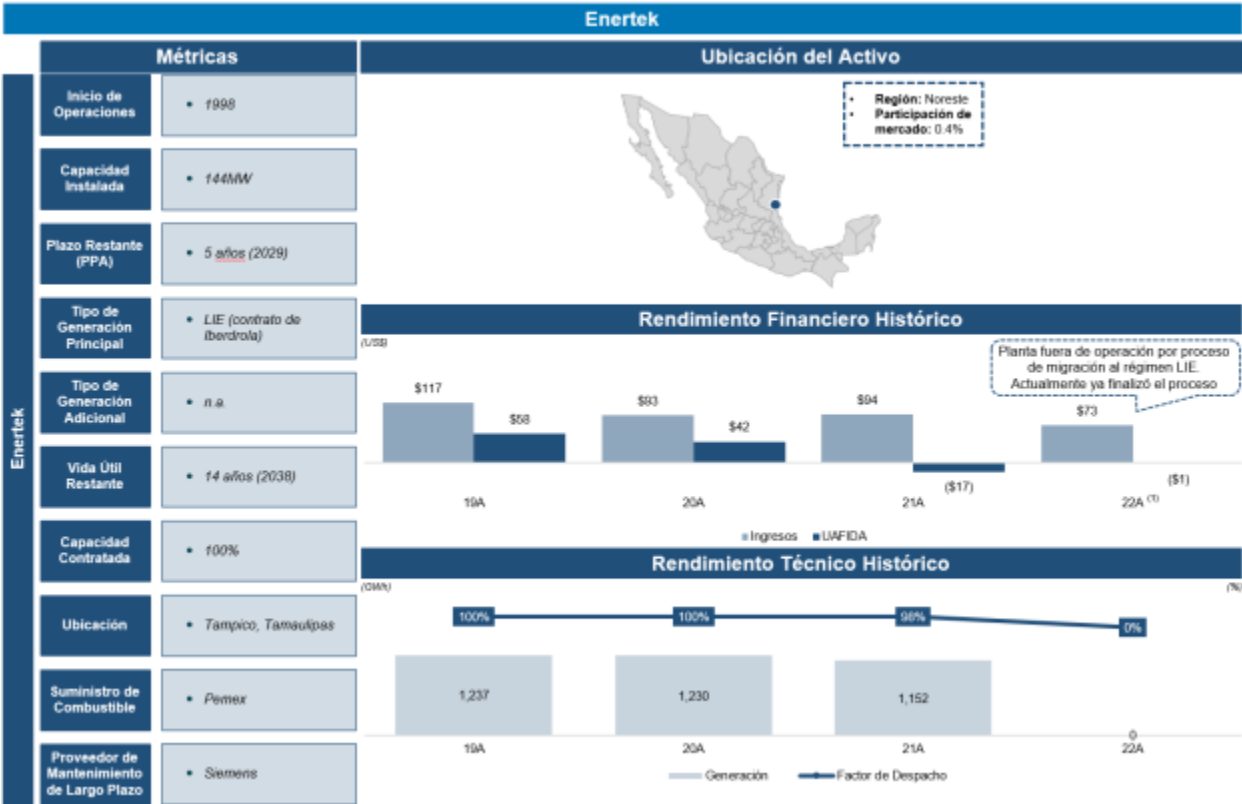 Enertek
Métricas
Ubicación del Activo
Enertek
Inicio de
Operaciones
• 1998
Capacidad
Instalada
• 144MW
Plazo Restante
(PPA)
• 5 años (2029)
Tipo de
Generación
Principal
• LIE (contrato de
Iberdrola)
Tipo de
Generación
Adicional
• n.a.
Vida Útil
Restante
• 14 años (2038)
Capacidad
Contratada
• 100%
Ubicación
• Tampico, Tamaulipas
Suministro de
Combustible
• Pemex
Proveedor de
Mantenimiento
de Largo Plazo
• Siemens
• Región: Noreste
• Participación de
mercado: 0.4%
Rendimiento Financiero Histórico
(US$)
Planta fuera de operación por proceso
de migración al régimen LIE.
Actualmente ya finalizó el proceso
$117
$58
$93
$42
$94
($17)
$73
($1)
19A
20A
21A
22A (1)
Ingresos
UAFIDA
Rendimiento Técnico Histórico
(GWh)
(%)
100%
100%
98%
0%
1,237
1,230
1,152
0
19A
20A
21A
22A
Generación
Factor de Despacho